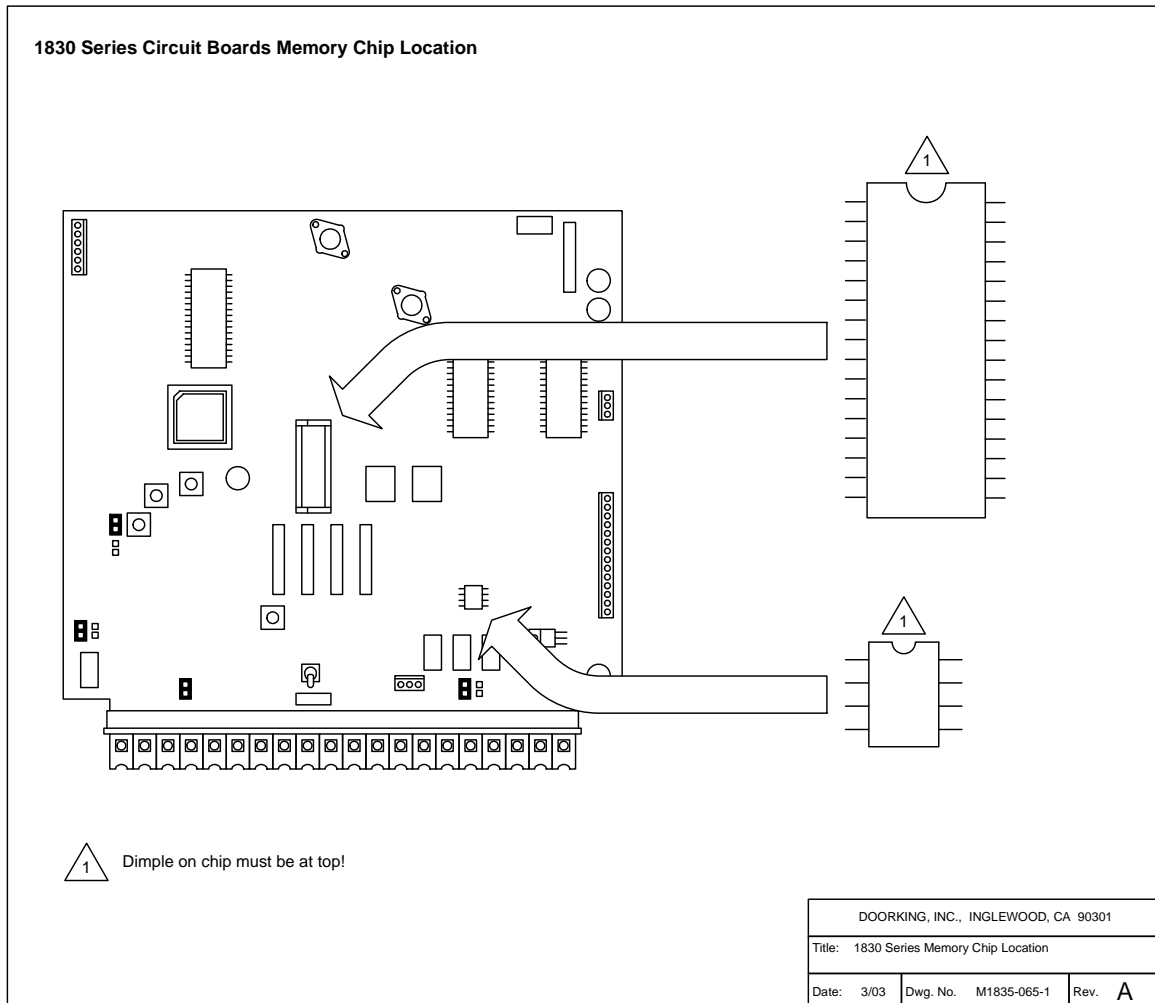 1830 Series Circuit Boards Memory Chip Location
1
1
1 Dimple on chip must be at top!
DOORKING, INC., INGLEWOOD, CA 90301
Title: 1830 Series Memory Chip Location
Date: 3/03 Dwg. No. M1835-065-1 Rev. A